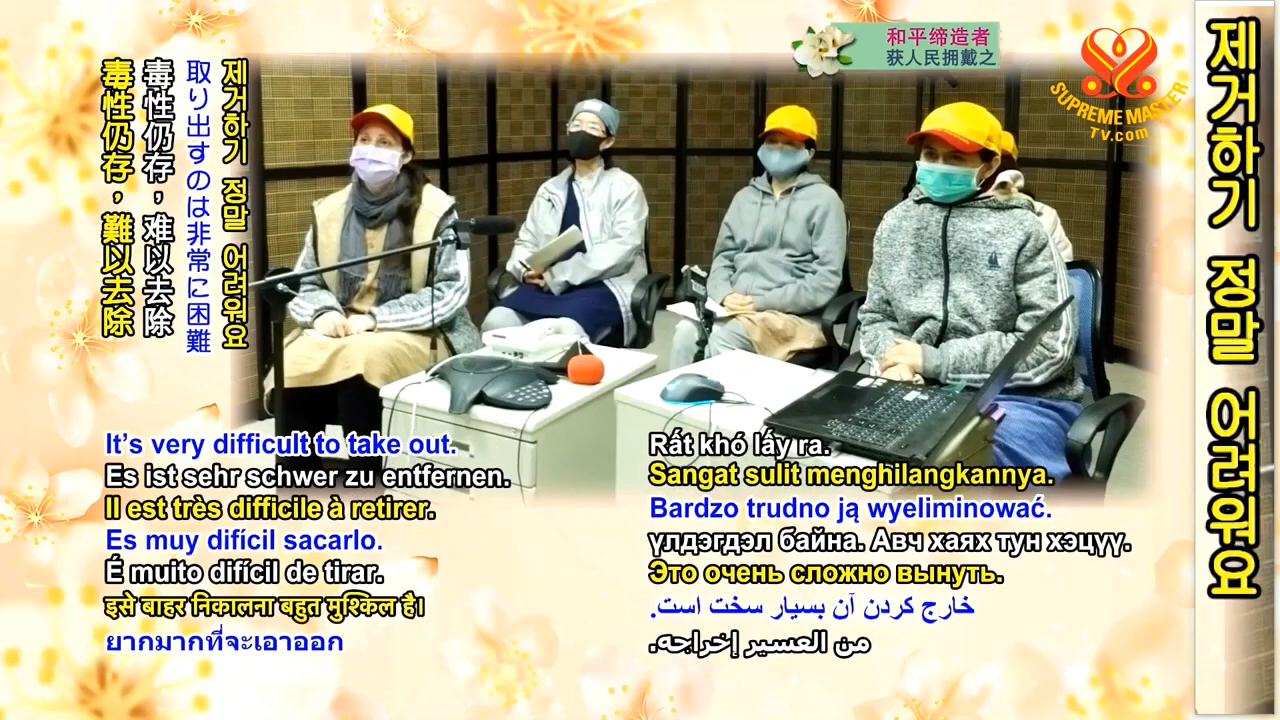 和平缔造者
获人民拥戴之
SUPREME MASTER
TV.com
제거하기 정말 어려워요
제거하기 정말 어려워요
取り出すのは非常に困難
毒性仍存，难以去除
毒性仍存，難以去除
It's very difficult to take out.
Es ist sehr schwer zu entfernen.
Il est très difficile à retirer.
Es muy difícil sacarlo.
É muito difícil de tirar.
इसे बाहर निकालना बहुत मुश्किल है।
ยากมากที่จะเอาออก
Rất khó lấy ra.
Sangat sulit menghilangkannya.
Bardzo trudno ją wyeliminować.
үлдэгдэл байна. Авч хаях тун хэцүү.
Это очень сложно вынуть.
خارج کردن آن بسیار سخت است.
من العسير إخراجه.